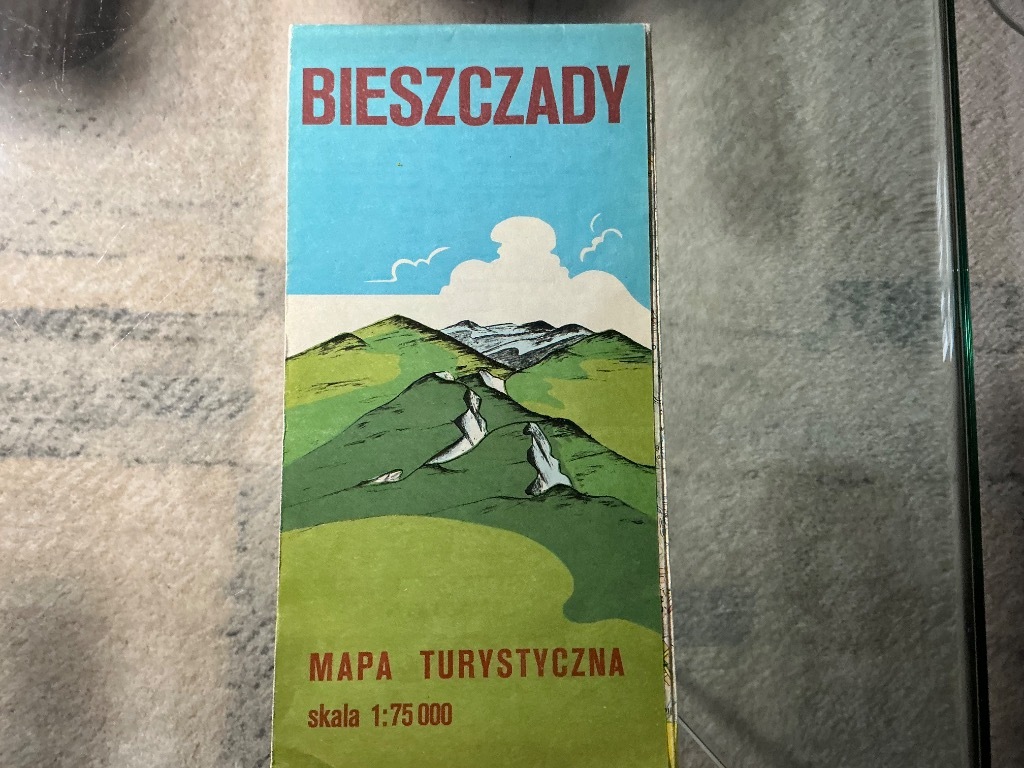 BIESZCZADY
MAPA TURYSTYCZNA
skala 1:75 000